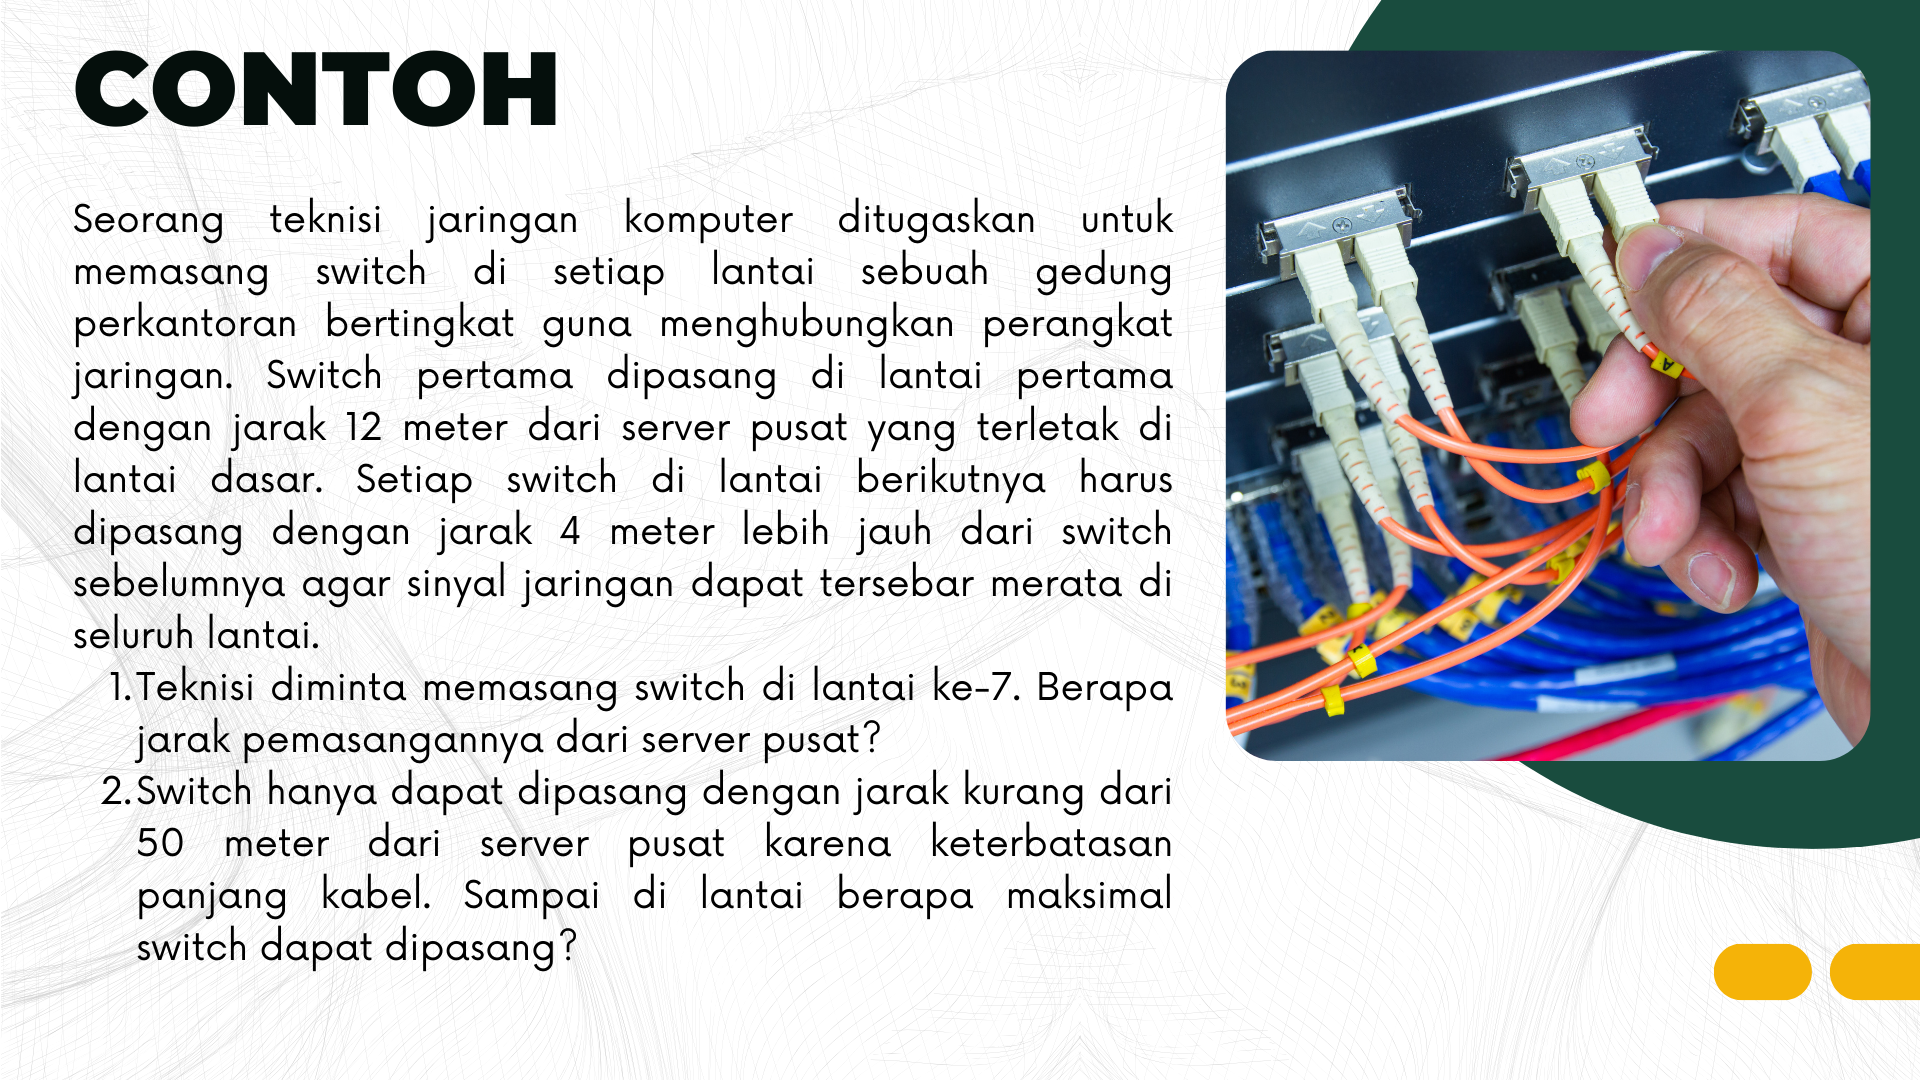 CONTOH
Seorang teknisi jaringan komputer ditugaskan untuk
memasang switch di setiap lantai sebuah gedung
perkantoran bertingkat guna menghubungkan perangkat
jaringan. Switch pertama dipasang di lantai pertama
dengan jarak 12 meter dari server pusat yang terletak di
lantai dasar. Setiap switch di lantai berikutnya harus
dipasang dengan jarak 4 meter lebih jauh dari switch
sebelumnya agar sinyal jaringan dapat tersebar merata di
seluruh lantai.
1. Teknisi diminta memasang switch di lantai ke-7. Berapa
jarak pemasangannya dari server pusat?
2. Switch hanya dapat dipasang dengan jarak kurang dari
50 meter dari server pusat karena keterbatasan
panjang kabel. Sampai di lantai berapa maksimal
switch dapat dipasang?
A